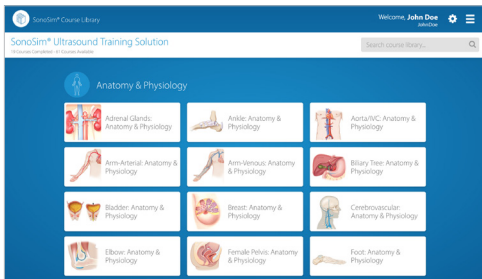 SonoSim® Course Library
Welcome, John Doe
JohnDoe
SonoSim® Ultrasound Training Solution
Search course library...
Anatomy & Physiology
Adrenal Glands:
Anatomy & Physiology
Ankle: Anatomy &
Physiology
Aorta/IVC: Anatomy &
Physiology
Arm-Arterial: Anatomy &
Physiology
Arm-Venous: Anatomy
& Physiology
Biliary Tree: Anatomy &
Physiology
Bladder: Anatomy &
Physiology
Breast: Anatomy &
Physiology
Cerebrovascular:
Anatomy & Physiology
Elbow: Anatomy &
Physiology
Female Pelvis: Anatomy
& Physiology
Foot: Anatomy &
Physiology